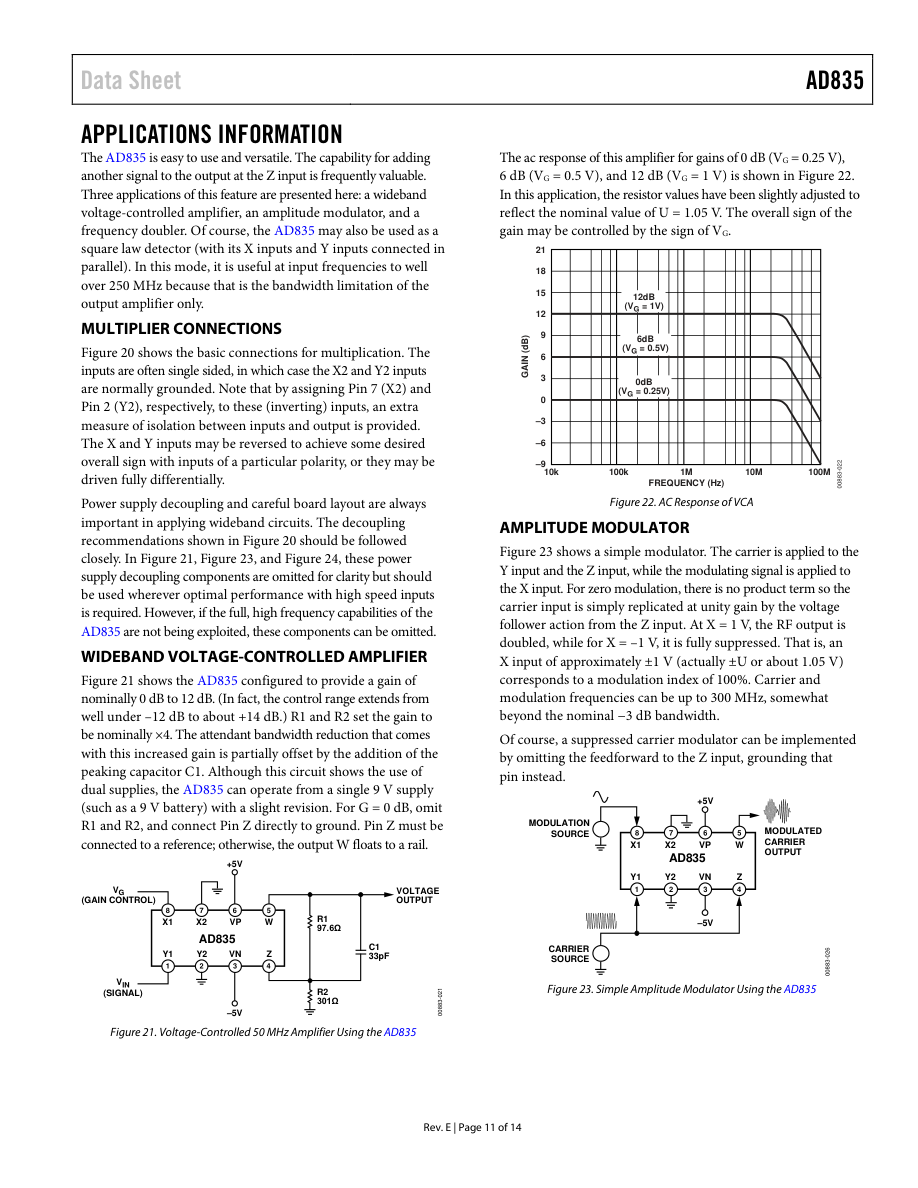 Data Sheet
AD835
APPLICATIONS INFORMATION
The AD835 is easy to use and versatile. The capability for adding
another signal to the output at the Z input is frequently valuable.
Three applications of this feature are presented here: a wideband
voltage-controlled amplifier, an amplitude modulator, and a
frequency doubler. Of course, the AD835 may also be used as a
square law detector (with its X inputs and Y inputs connected in
parallel). In this mode, it is useful at input frequencies to well
over 250 MHz because that is the bandwidth limitation of the
output amplifier only.
MULTIPLIER CONNECTIONS
Figure 20 shows the basic connections for multiplication. The
inputs are often single sided, in which case the X2 and Y2 inputs
are normally grounded. Note that by assigning Pin 7 (X2) and
Pin 2 (Y2), respectively, to these (inverting) inputs, an extra
measure of isolation between inputs and output is provided.
The X and Y inputs may be reversed to achieve some desired
overall sign with inputs of a particular polarity, or they may be
driven fully differentially.
Power supply decoupling and careful board layout are always
important in applying wideband circuits. The decoupling
recommendations shown in Figure 20 should be followed
closely. In Figure 21, Figure 23, and Figure 24, these power
supply decoupling components are omitted for clarity but should
be used wherever optimal performance with high speed inputs
is required. However, if the full, high frequency capabilities of the
AD835 are not being exploited, these components can be omitted.
WIDEBAND VOLTAGE-CONTROLLED AMPLIFIER
Figure 21 shows the AD835 configured to provide a gain of
nominally 0 dB to 12 dB. (In fact, the control range extends from
well under −12 dB to about +14 dB.) R1 and R2 set the gain to
be nominally ×4. The attendant bandwidth reduction that comes
with this increased gain is partially offset by the addition of the
peaking capacitor C1. Although this circuit shows the use of
dual supplies, the AD835 can operate from a single 9 V supply
(such as a 9 V battery) with a slight revision. For G = 0 dB, omit
R1 and R2, and connect Pin Z directly to ground. Pin Z must be
connected to a reference; otherwise, the output W floats to a rail.
+5V
VG
(GAIN CONTROL)
VOLTAGE
OUTPUT
8 7 6 5
X1 X2 VP W
AD835
Y1 Y2 VN Z
1 2 3 4
R1
97.6Ω
C1
33pF
VIN
(SIGNAL)
R2
301Ω
–5V
00883-021
Figure 21. Voltage-Controlled 50 MHz Amplifier Using the AD835
The ac response of this amplifier for gains of 0 dB (VG = 0.25 V),
6 dB (VG = 0.5 V), and 12 dB (VG = 1 V) is shown in Figure 22.
In this application, the resistor values have been slightly adjusted to
reflect the nominal value of U = 1.05 V. The overall sign of the
gain may be controlled by the sign of VG.
21
18
15
12
9
6
3
0
–3
–6
–9
GAIN (dB)
12dB
(VG = 1V)
6dB
(VG = 0.5V)
0dB
(VG = 0.25V)
10k 100k 1M 10M 100M
FREQUENCY (Hz)
00883-022
Figure 22. AC Response of VCA
AMPLITUDE MODULATOR
Figure 23 shows a simple modulator. The carrier is applied to the
Y input and the Z input, while the modulating signal is applied to
the X input. For zero modulation, there is no product term so the
carrier input is simply replicated at unity gain by the voltage
follower action from the Z input. At X = 1 V, the RF output is
doubled, while for X = −1 V, it is fully suppressed. That is, an
X input of approximately ±1 V (actually ±U or about 1.05 V)
corresponds to a modulation index of 100%. Carrier and
modulation frequencies can be up to 300 MHz, somewhat
beyond the nominal −3 dB bandwidth.
Of course, a suppressed carrier modulator can be implemented
by omitting the feedforward to the Z input, grounding that
pin instead.
+5V
MODULATION
SOURCE
MODULATED
CARRIER
OUTPUT
8 7 6 5
X1 X2 VP W
AD835
Y1 Y2 VN Z
1 2 3 4
–5V
CARRIER
SOURCE
00883-026
Figure 23. Simple Amplitude Modulator Using the AD835
Rev. E | Page 11 of 14